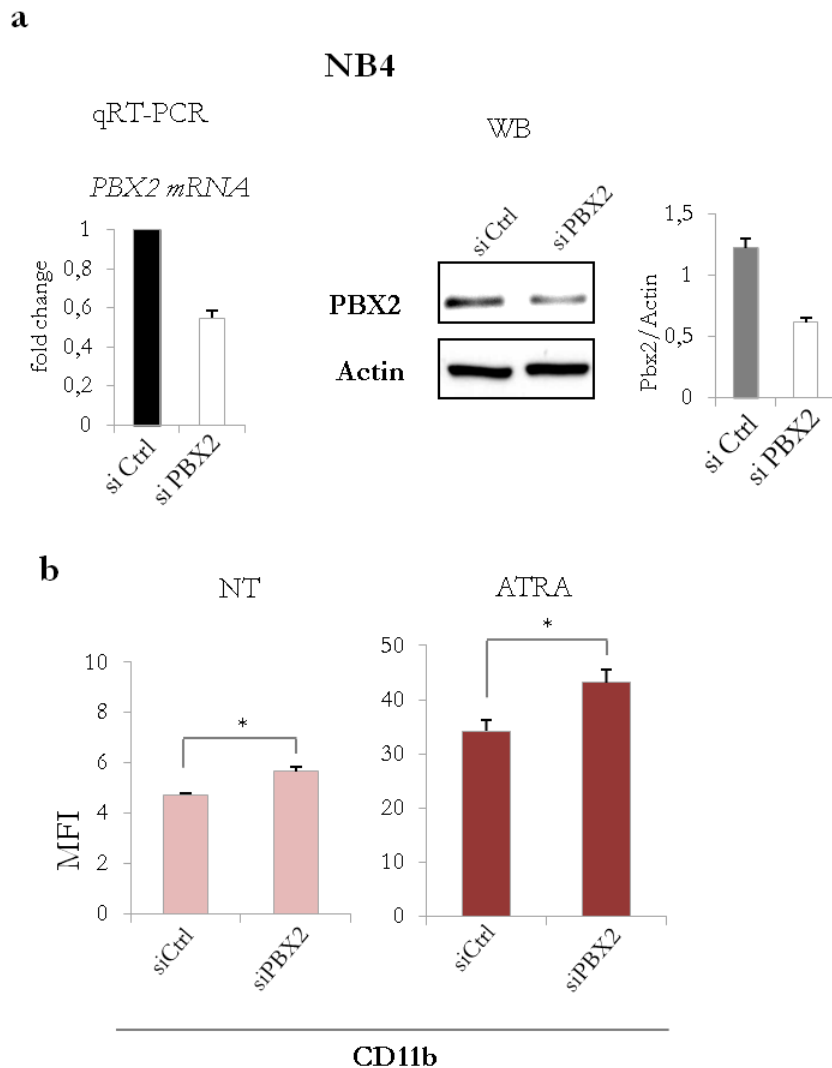 a
NB4
qRT-PCR
WB
PBX2 mRNA
fold change
1
0,8
0,6
0,4
0,2
0
si Ctrl
si PBX2
si Ctrl
si PBX2
PBX2
Actin
Pbx2/Actin
1,5
1
0,5
0
si Ctrl
si PBX2
b
NT
MFI
10
8
6
4
2
0
*
siCtrl
siPBX2
ATRA
50
40
30
20
10
0
*
siCtrl
siPBX2
CD11b